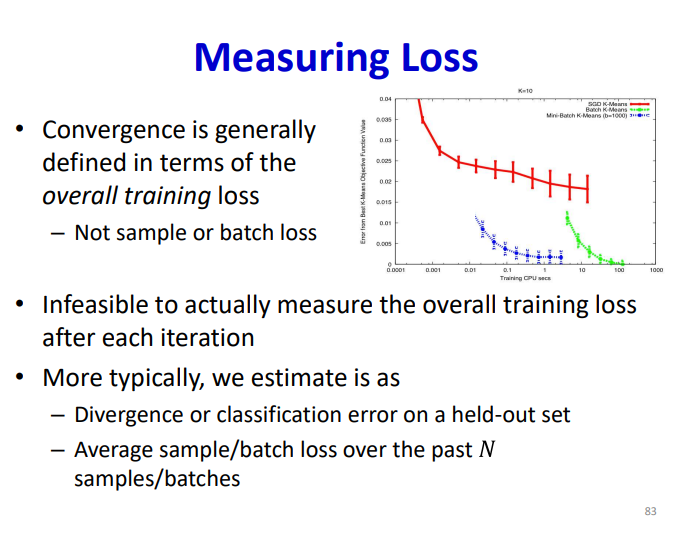 Measuring Loss
• Convergence is generally
defined in terms of the
overall training loss
– Not sample or batch loss
K=10
SGD K-Means
Batch K-Means
Mini-Batch K-Means (b=1000)
Error from Best K-Means Objective Function Value
0.04
0.035
0.03
0.025
0.02
0.015
0.01
0.005
0
0.0001 0.001 0.01 0.1 1 10 100 1000
Training CPU secs
• Infeasible to actually measure the overall training loss
after each iteration
• More typically, we estimate is as
– Divergence or classification error on a held-out set
– Average sample/batch loss over the past N
samples/batches
83